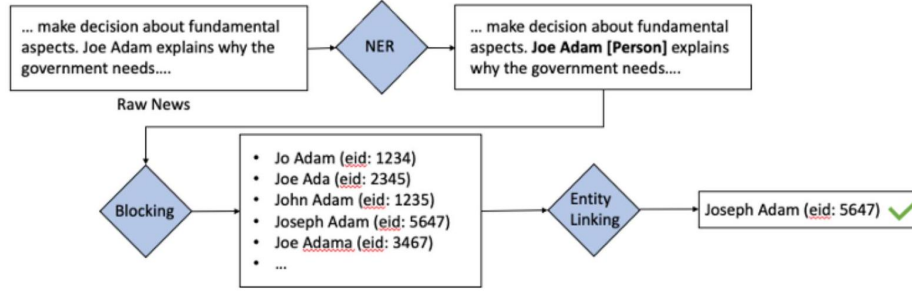 ... make decision about fundamental
aspects. Joe Adam explains why the
government needs....
Raw News
NER
... make decision about fundamental
aspects. Joe Adam [Person] explains
why the government needs....
Blocking
• Jo Adam (eid: 1234)
• Joe Ada (eid: 2345)
• John Adam (eid: 1235)
• Joseph Adam (eid: 5647)
• Joe Adama (eid: 3467)
• ...
Entity
Linking
Joseph Adam (eid: 5647)